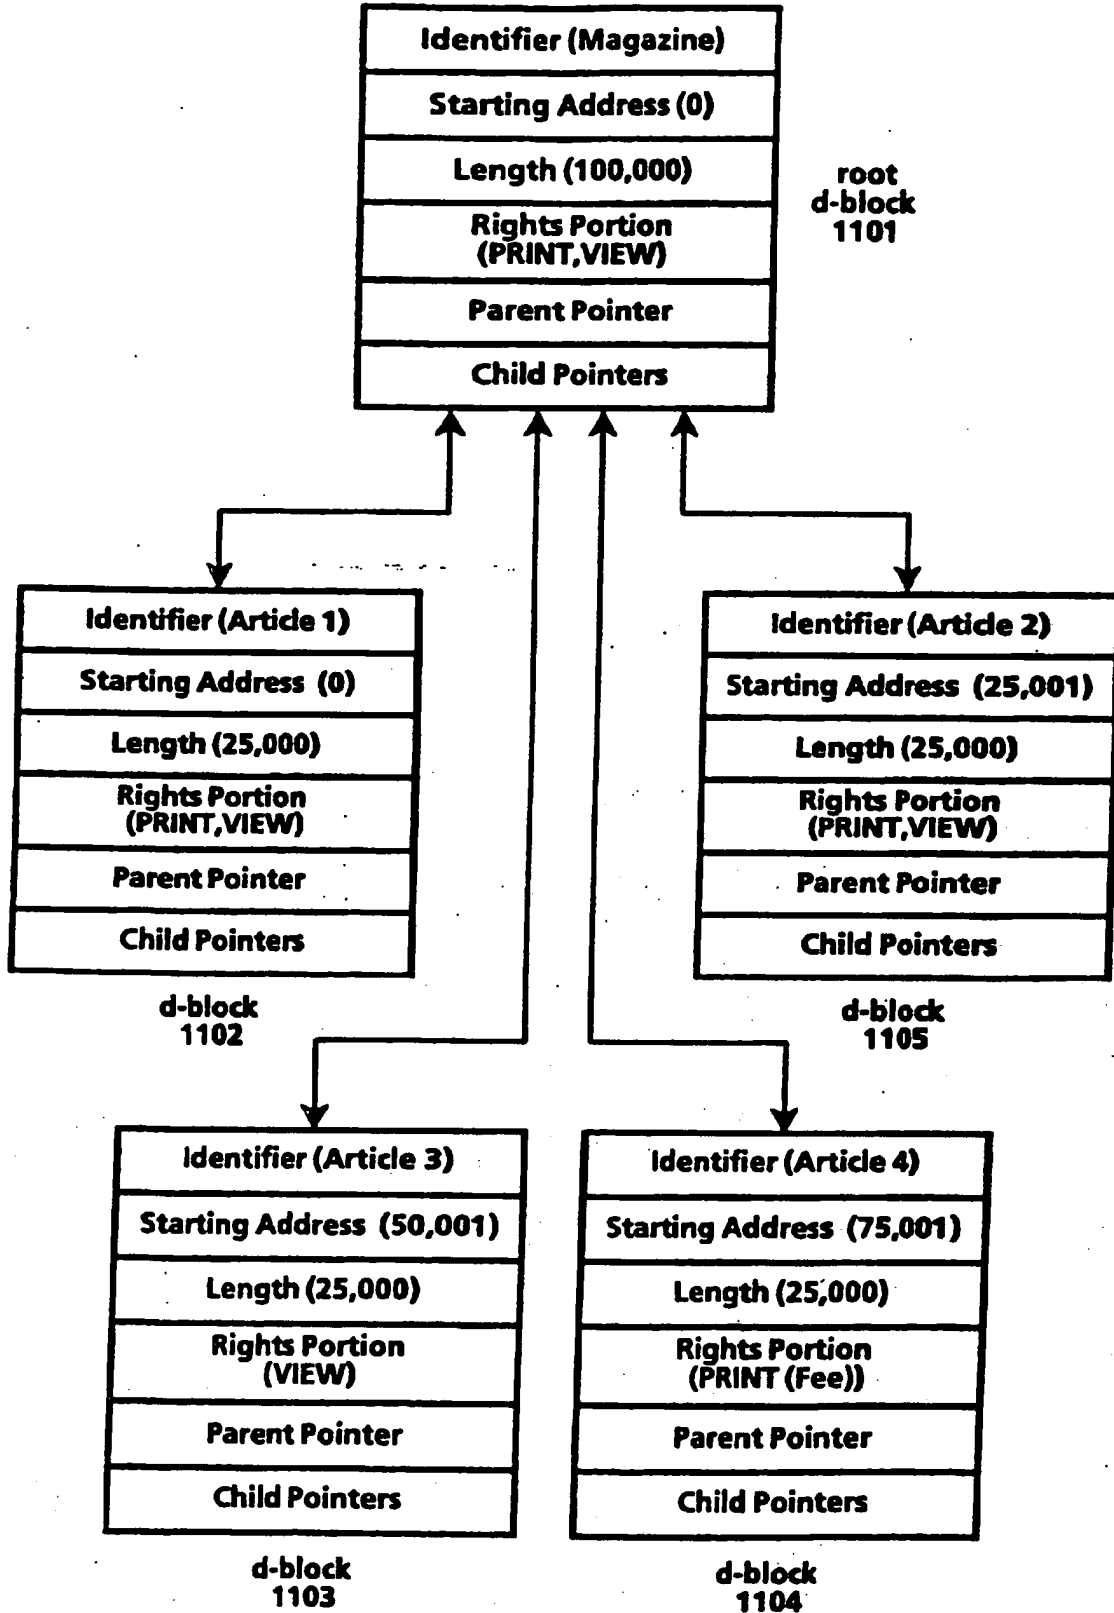 Identifier (Magazine)
Starting Address (0)
Length (100,000)
Rights Portion
(PRINT,VIEW)
Parent Pointer
Child Pointers
root
d-block
1101
Identifier (Article 1)
Starting Address (0)
Length (25,000)
Rights Portion
(PRINT,VIEW)
Parent Pointer
Child Pointers
d-block
1102
Identifier (Article 2)
Starting Address (25,001)
Length (25,000)
Rights Portion
(PRINT,VIEW)
Parent Pointer
Child Pointers
d-block
1105
Identifier (Article 3)
Starting Address (50,001)
Length (25,000)
Rights Portion
(VIEW)
Parent Pointer
Child Pointers
d-block
1103
Identifier (Article 4)
Starting Address (75,001)
Length (25,000)
Rights Portion
(PRINT (Fee))
Parent Pointer
Child Pointers
d-block
1104